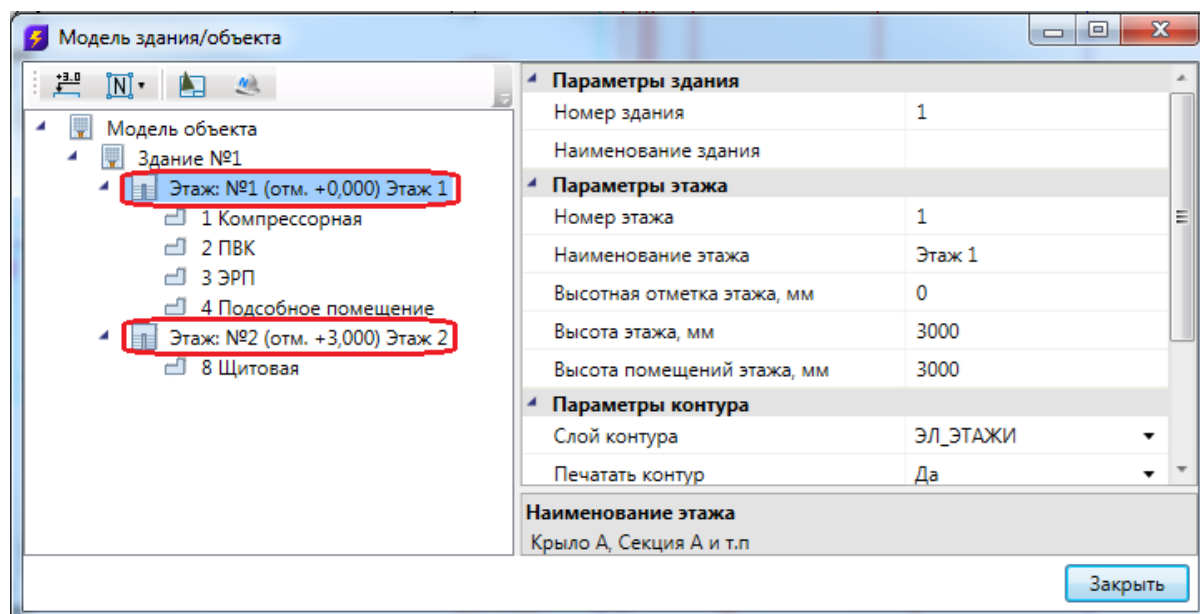 Модель здания/объекта
+3.0
N
Модель объекта
Здание №1
Этаж: №1 (отм. +0,000) Этаж 1
1 Компрессорная
2 ПВК
3 ЭРП
4 Подсобное помещение
Этаж: №2 (отм. +3,000) Этаж 2
8 Щитовая
Параметры здания
Номер здания 1
Наименование здания
Параметры этажа
Номер этажа 1
Наименование этажа Этаж 1
Высотная отметка этажа, мм 0
Высота этажа, мм 3000
Высота помещений этажа, мм 3000
Параметры контура
Слой контура ЭЛ_ЭТАЖИ
Печатать контур Да
Наименование этажа
Крыло А, Секция А и т.п
Закрыть